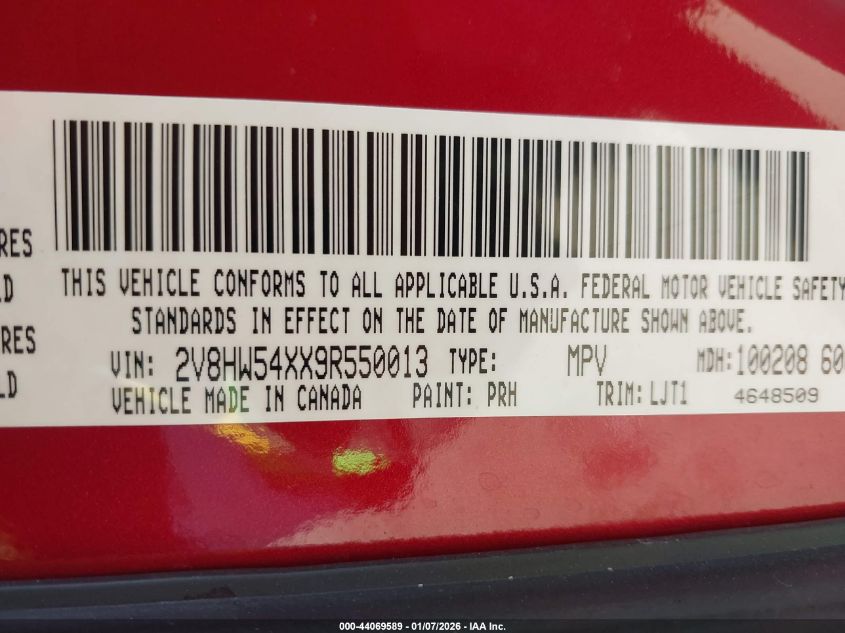 RES
LD
RES
LD
THIS VEHICLE CONFORMS TO ALL APPLICABLE U.S.A. FEDERAL MOTOR VEHICLE SAFETY
STANDARDS IN EFFECT ON THE DATE OF MANUFACTURE SHOWN ABOVE.
VIN: 2V8HW54XX9R550013 TYPE: MPV MDH:100208 60
VEHICLE MADE IN CANADA PAINT: PRH TRIM: LJT1 4648509
000-44069589 - 01/07/2026 - IAA Inc.